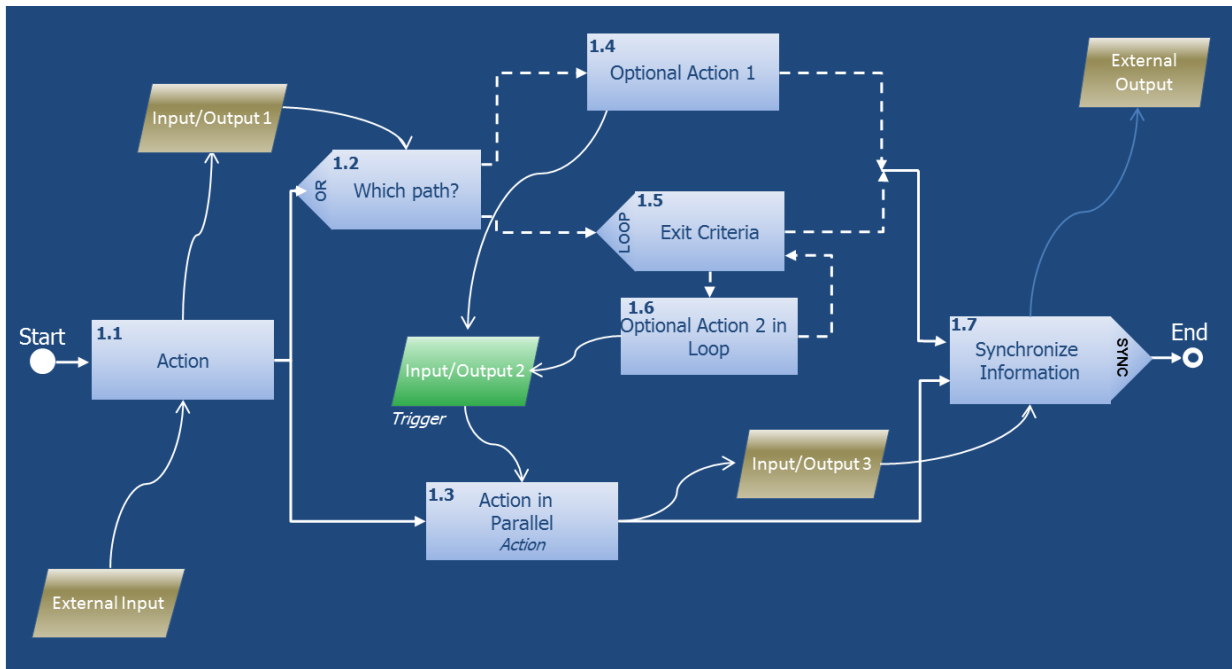 1.4
Optional Action 1
External
Output
Input/Output 1
1.2
OR
Which path?
1.5
LOOP
Exit Criteria
Start
1.1
Action
1.6
Optional Action 2 in
Loop
1.7
Synchronize
Information
SYNC
End
Input/Output 2
Trigger
Input/Output 3
1.3
Action in
Parallel
Action
External Input